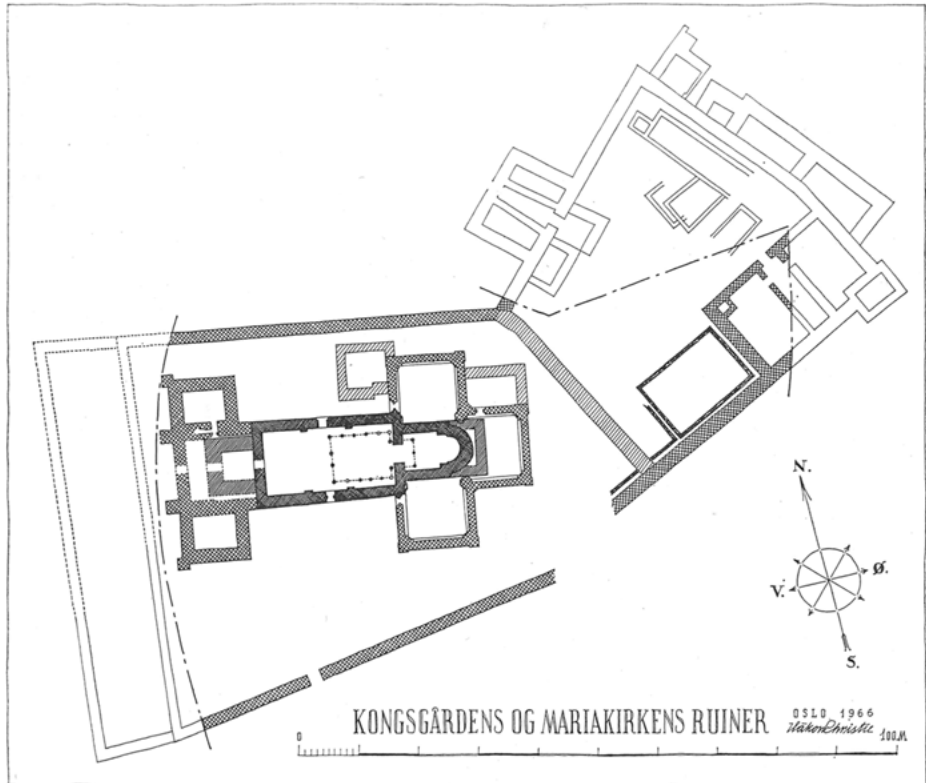 N.
Ø.
V.
S.
KONGSGÅRDENS OG MARIAKIRKENS RUINER
OSLO 1966
Håkon Christie
0
100 M